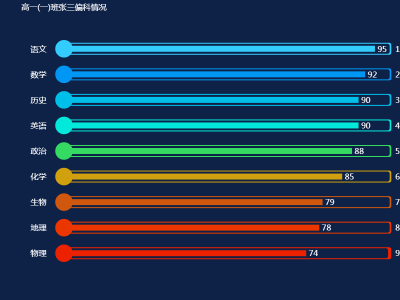 高一(一)班张三偏科情况
语文 95 1
数学 92 2
历史 90 3
英语 90 4
政治 88 5
化学 85 6
生物 79 7
地理 78 8
物理 74 9